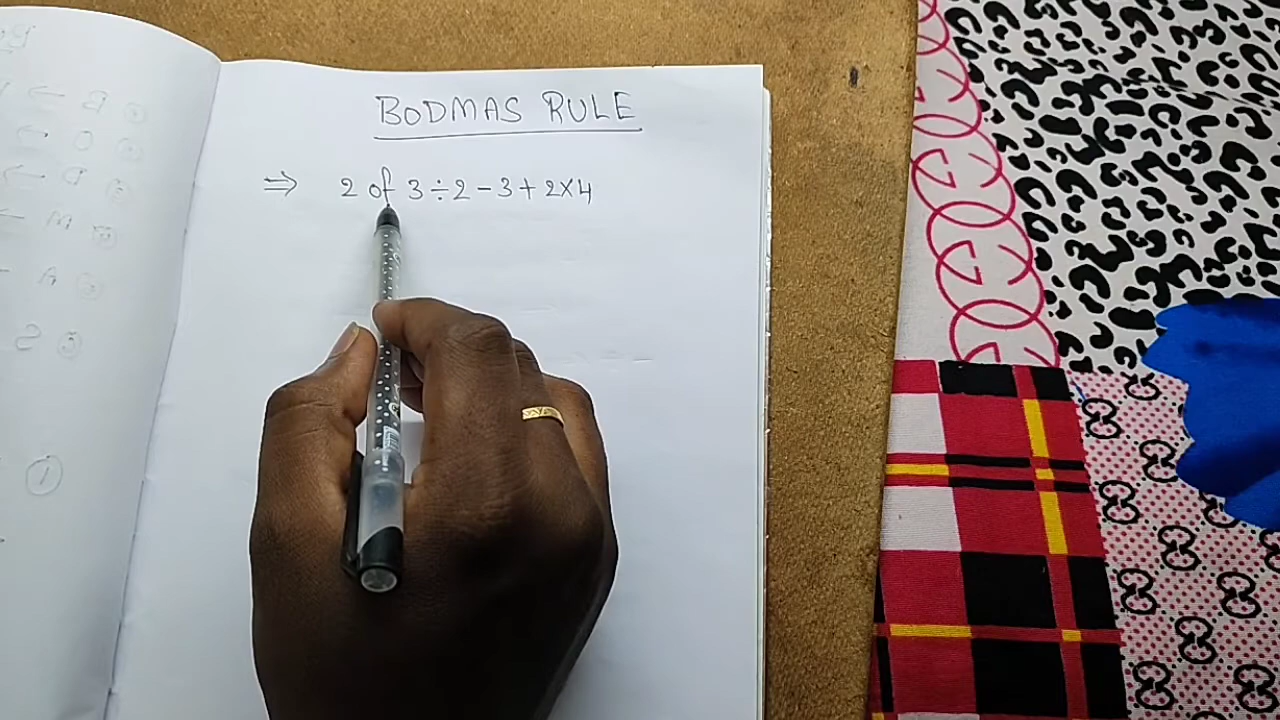 BODMAS RULE
⇒ 2 of 3 ÷ 2 - 3 + 2 × 4